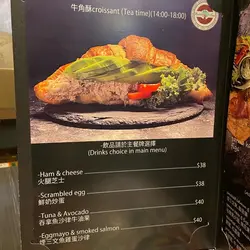 牛角酥croissant (Tea time)(14:00-18:00)
-飲品請於主餐牌選擇
(Drinks choice in main menu)
-Ham & cheese
火腿芝士
$38
-Scrambled egg
鮮奶炒蛋
$38
-Tuna & Avocado
吞拿魚沙律牛油果
$40
-Eggmayo & smoked salmon
煙三文魚雞蛋沙律
$40